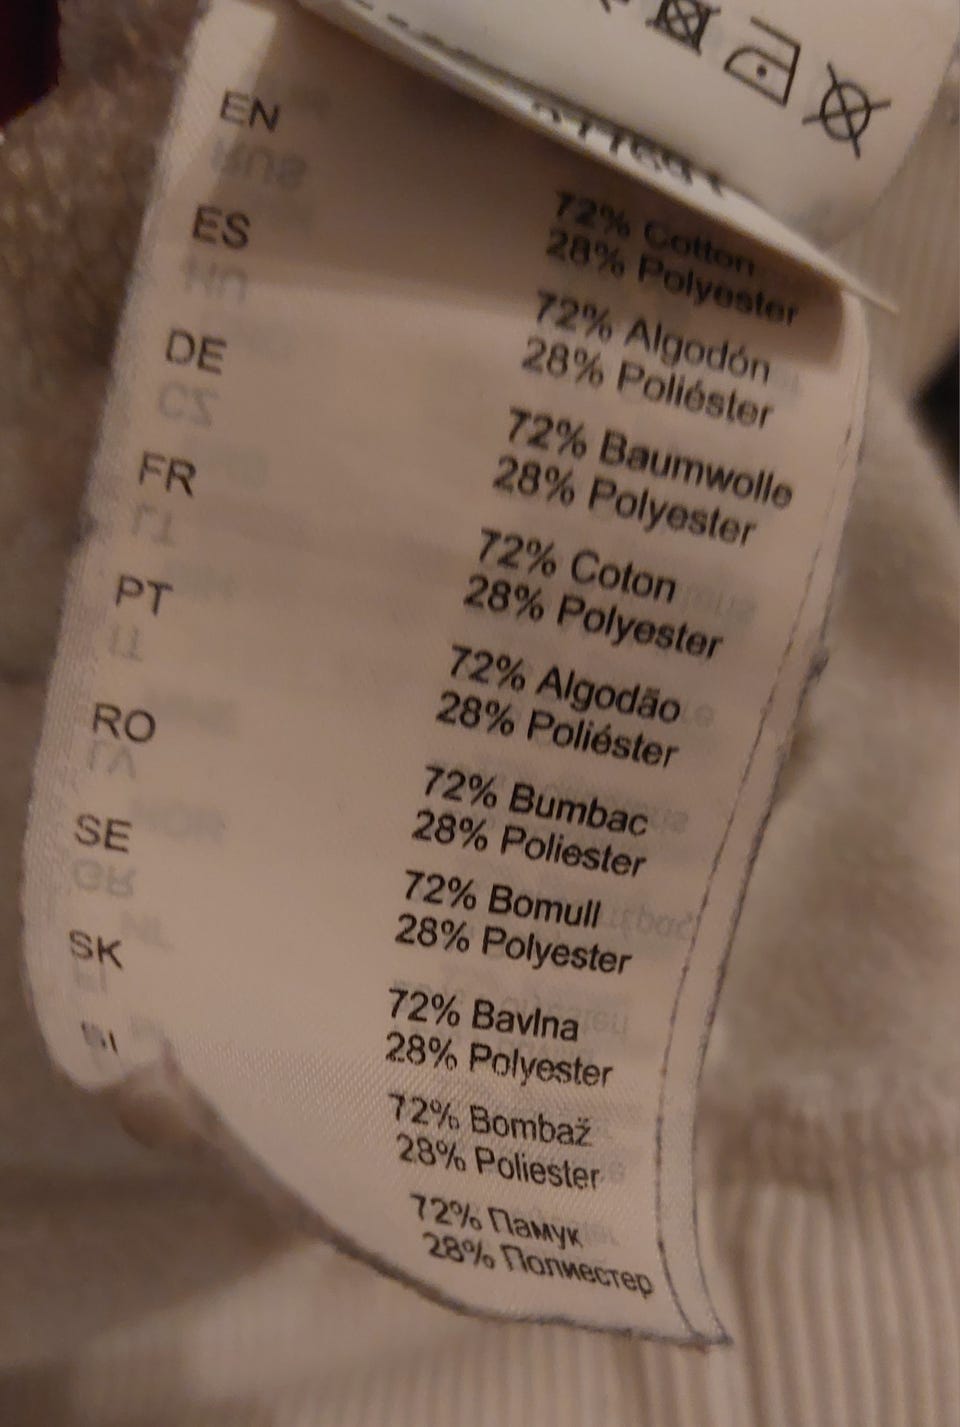 EN 72% Cotton
28% Polyester
ES 72% Algodón
28% Poliéster
DE 72% Baumwolle
28% Polyester
FR 72% Coton
28% Polyester
PT 72% Algodão
28% Poliéster
RO 72% Bumbac
28% Poliester
SE 72% Bomull
28% Polyester
SK 72% Bavlna
28% Polyester
72% Bombaž
28% Poliester
72% Памук
28% Полиестер